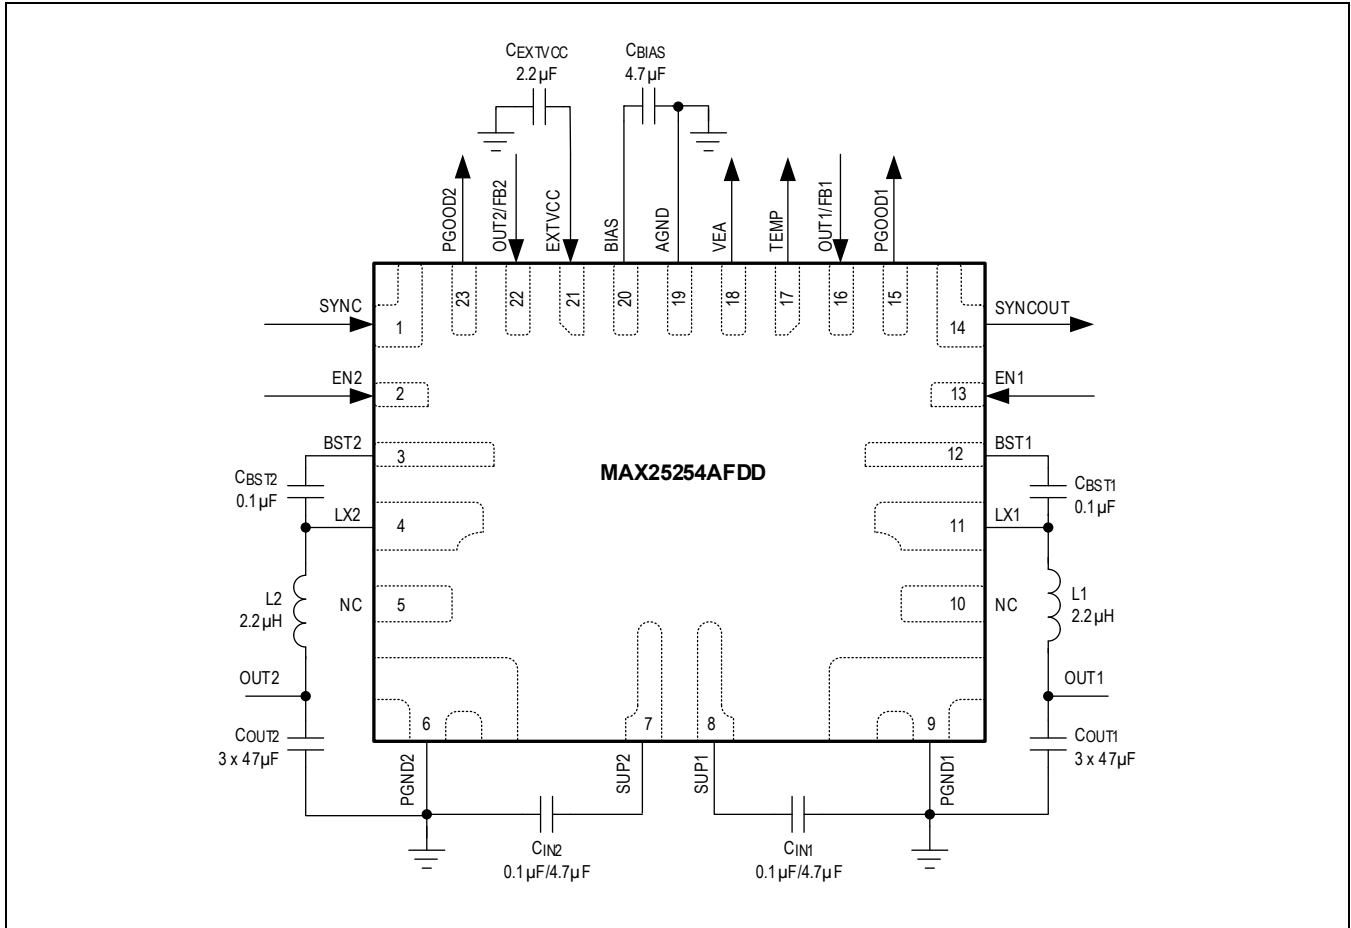 CEXTVCC
2.2µF
CBIAS
4.7µF
PGOOD2
OUT2/FB2
EXTVCC
BIAS
AGND
VEA
TEMP
OUT1/FB1
PGOOD1
23
22
21
20
19
18
17
16
15
SYNC
1
14
SYNCOUT
EN2
2
13
EN1
BST2
3
12
BST1
MAX25254AFDD
CBST2
0.1µF
CBST1
0.1µF
LX2
4
11
LX1
L2
2.2µH
NC
5
10
NC
L1
2.2µH
OUT2
OUT1
COUT2
3 x 47µF
6
7
8
9
COUT1
3 x 47µF
PGND2
SUP2
SUP1
PGND1
CIN2
0.1µF/4.7µF
CIN1
0.1µF/4.7µF